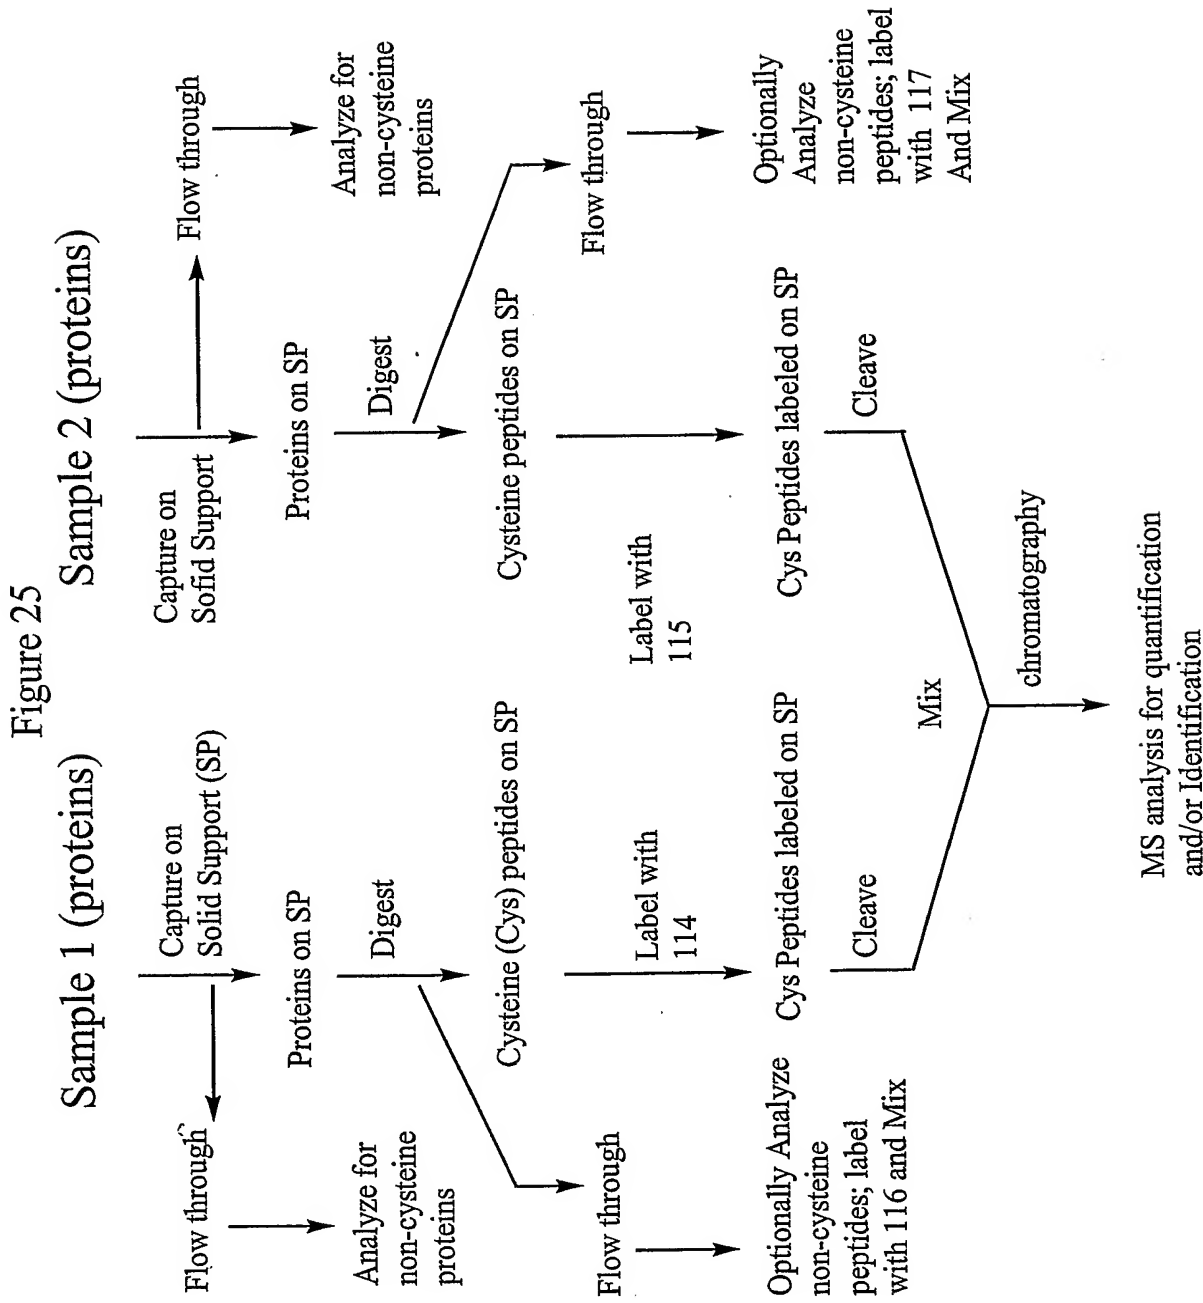 Figure 25
Sample 1 (proteins)
Capture on
Solid Support (SP)
Flow through
Analyze for
non-cysteine
proteins
Proteins on SP
Digest
Cysteine (Cys) peptides on SP
Flow through
Optionally Analyze
non-cysteine
peptides; label
with 116 and Mix
Label with
114
Cys Peptides labeled on SP
Cleave
Sample 2 (proteins)
Capture on
Sofid Support
Flow through
Analyze for
non-cysteine
proteins
Proteins on SP
Digest
Cysteine peptides on SP
Flow through
Optionally
Analyze
non-cysteine
peptides; label
with 117
And Mix
Label with
115
Cys Peptides labeled on SP
Cleave
Mix
chromatography
MS analysis for quantification
and/or Identification